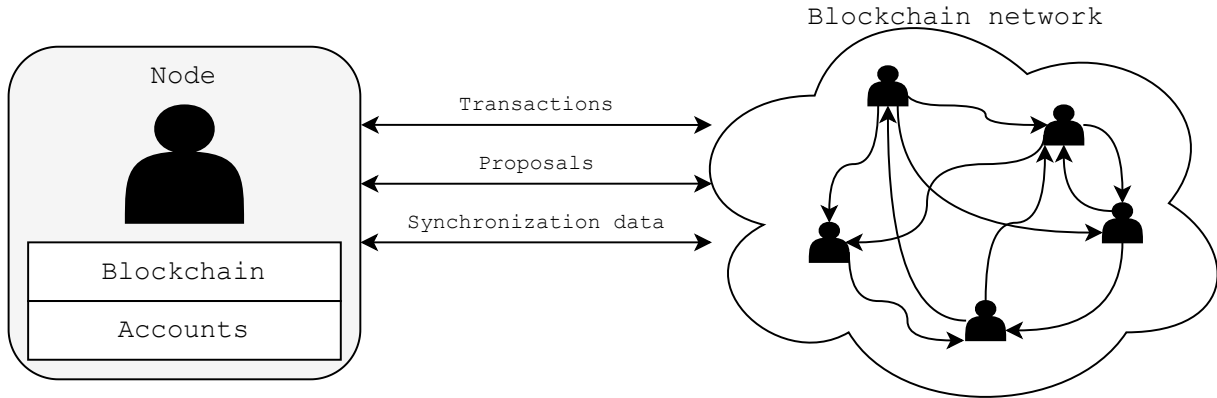 Blockchain network
Node
Transactions
Proposals
Synchronization data
Blockchain
Accounts